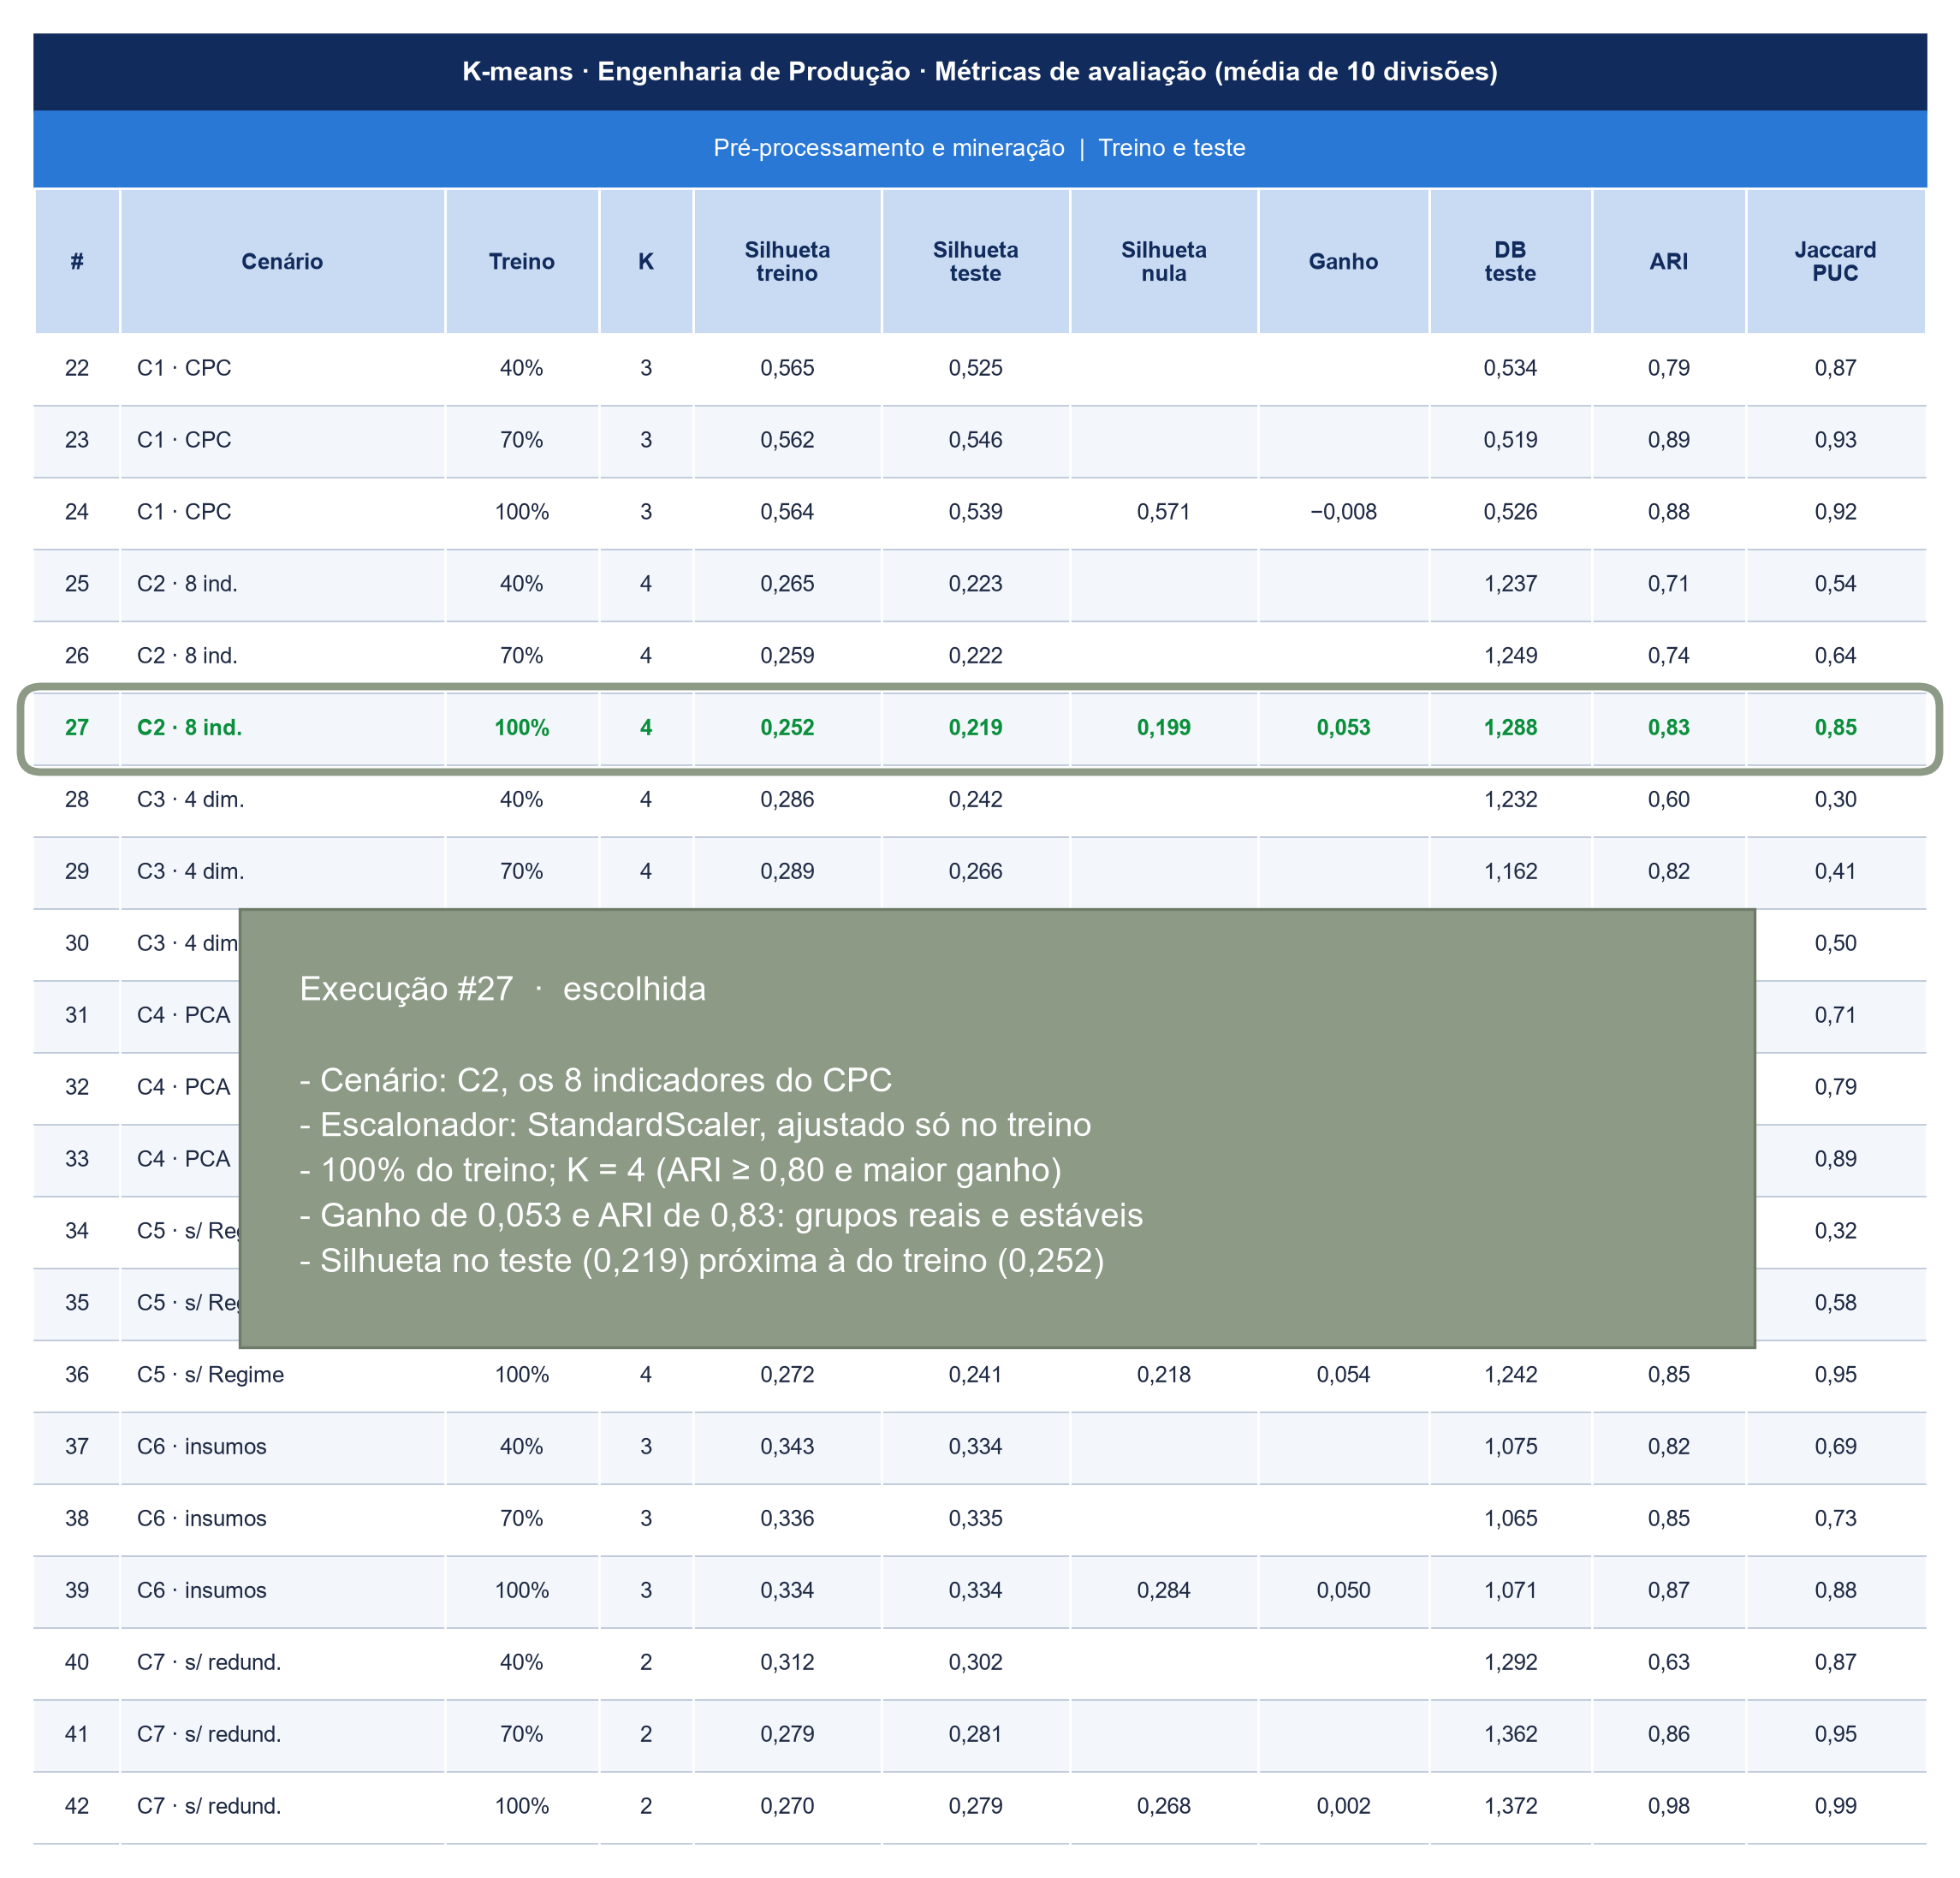 K-means · Engenharia de Produção · Métricas de avaliação (média de 10 divisões)
Pré-processamento e mineração | Treino e teste
# Cenário Treino K Silhueta treino Silhueta teste Silhueta nula Ganho DB teste ARI Jaccard PUC
22 C1 · CPC 40% 3 0,565 0,525 0,534 0,79 0,87
23 C1 · CPC 70% 3 0,562 0,546 0,519 0,89 0,93
24 C1 · CPC 100% 3 0,564 0,539 0,571 −0,008 0,526 0,88 0,92
25 C2 · 8 ind. 40% 4 0,265 0,223 1,237 0,71 0,54
26 C2 · 8 ind. 70% 4 0,259 0,222 1,249 0,74 0,64
27 C2 · 8 ind. 100% 4 0,252 0,219 0,199 0,053 1,288 0,83 0,85
28 C3 · 4 dim. 40% 4 0,286 0,242 1,232 0,60 0,30
29 C3 · 4 dim. 70% 4 0,289 0,266 1,162 0,82 0,41
30 C3 · 4 dim 0,50
31 C4 · PCA 0,71
32 C4 · PCA 0,79
33 C4 · PCA 0,89
34 C5 · s/ Reg 0,32
35 C5 · s/ Reg 0,58
Execução #27 · escolhida
- Cenário: C2, os 8 indicadores do CPC
- Escalonador: StandardScaler, ajustado só no treino
- 100% do treino; K = 4 (ARI ≥ 0,80 e maior ganho)
- Ganho de 0,053 e ARI de 0,83: grupos reais e estáveis
- Silhueta no teste (0,219) próxima à do treino (0,252)
36 C5 · s/ Regime 100% 4 0,272 0,241 0,218 0,054 1,242 0,85 0,95
37 C6 · insumos 40% 3 0,343 0,334 1,075 0,82 0,69
38 C6 · insumos 70% 3 0,336 0,335 1,065 0,85 0,73
39 C6 · insumos 100% 3 0,334 0,334 0,284 0,050 1,071 0,87 0,88
40 C7 · s/ redund. 40% 2 0,312 0,302 1,292 0,63 0,87
41 C7 · s/ redund. 70% 2 0,279 0,281 1,362 0,86 0,95
42 C7 · s/ redund. 100% 2 0,270 0,279 0,268 0,002 1,372 0,98 0,99